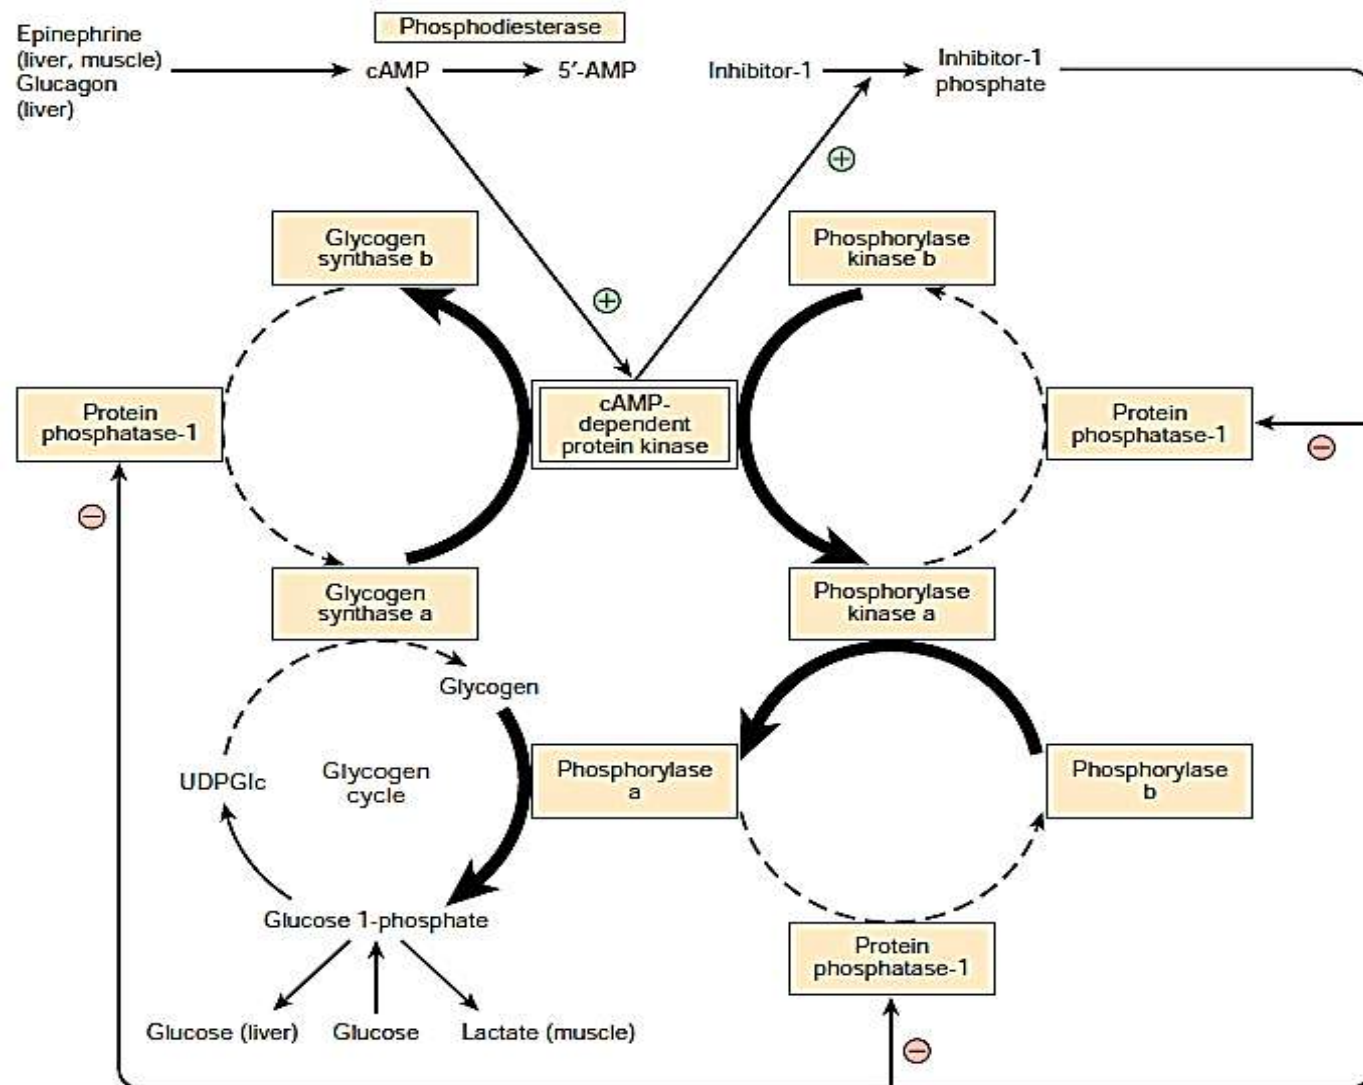 Epinephrine
(liver, muscle)
Glucagon
(liver)
Phosphodiesterase
cAMP
5′-AMP
Inhibitor-1
Inhibitor-1
phosphate
+
+
Glycogen
synthase b
Phosphorylase
kinase b
Protein
phosphatase-1
cAMP-
dependent
protein kinase
Protein
phosphatase-1
−
−
Glycogen
synthase a
Phosphorylase
kinase a
Glycogen
UDPGlc
Glycogen
cycle
Phosphorylase
a
Phosphorylase
b
Glucose 1-phosphate
Protein
phosphatase-1
Glucose (liver)
Glucose
Lactate (muscle)
−